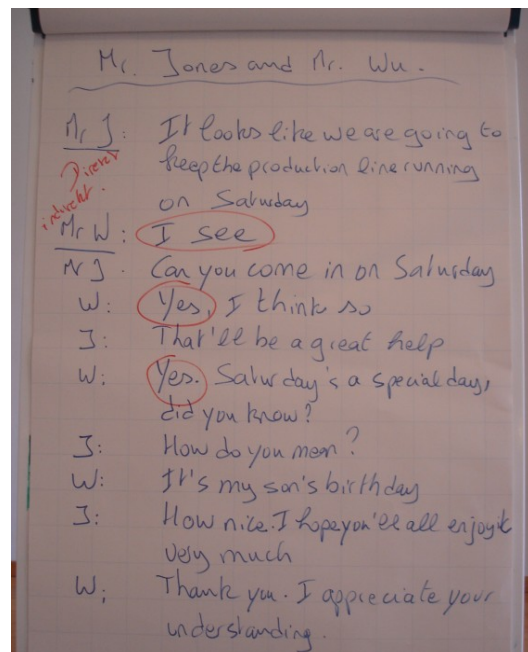 Mr. Jones and Mr. Wu.
Mr J: It looks like we are going to
Direct
keep the production line running
indirekt.
on Saturday
Mr W: I see
Mr J. Can you come in on Saturday
W: Yes, I think so
J: That'll be a great help
W: Yes. Saturday's a special day,
did you know?
J: How do you mean?
W: It's my son's birthday
J: How nice. I hope you'll all enjoy it
very much
W: Thank you. I appreciate your
understanding.